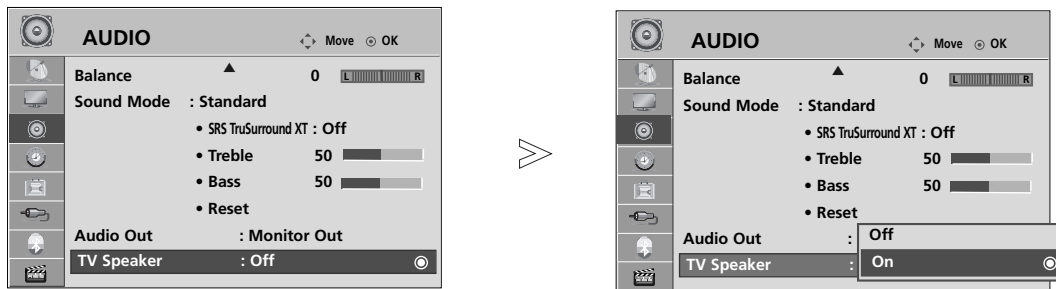 AUDIO Move OK
Balance 0 L R
Sound Mode : Standard
• SRS TruSurround XT : Off
• Treble 50
• Bass 50
• Reset
Audio Out : Monitor Out
TV Speaker : Off
AUDIO Move OK
Balance 0 L R
Sound Mode : Standard
• SRS TruSurround XT : Off
• Treble 50
• Bass 50
• Reset
Audio Out : Off
TV Speaker : On